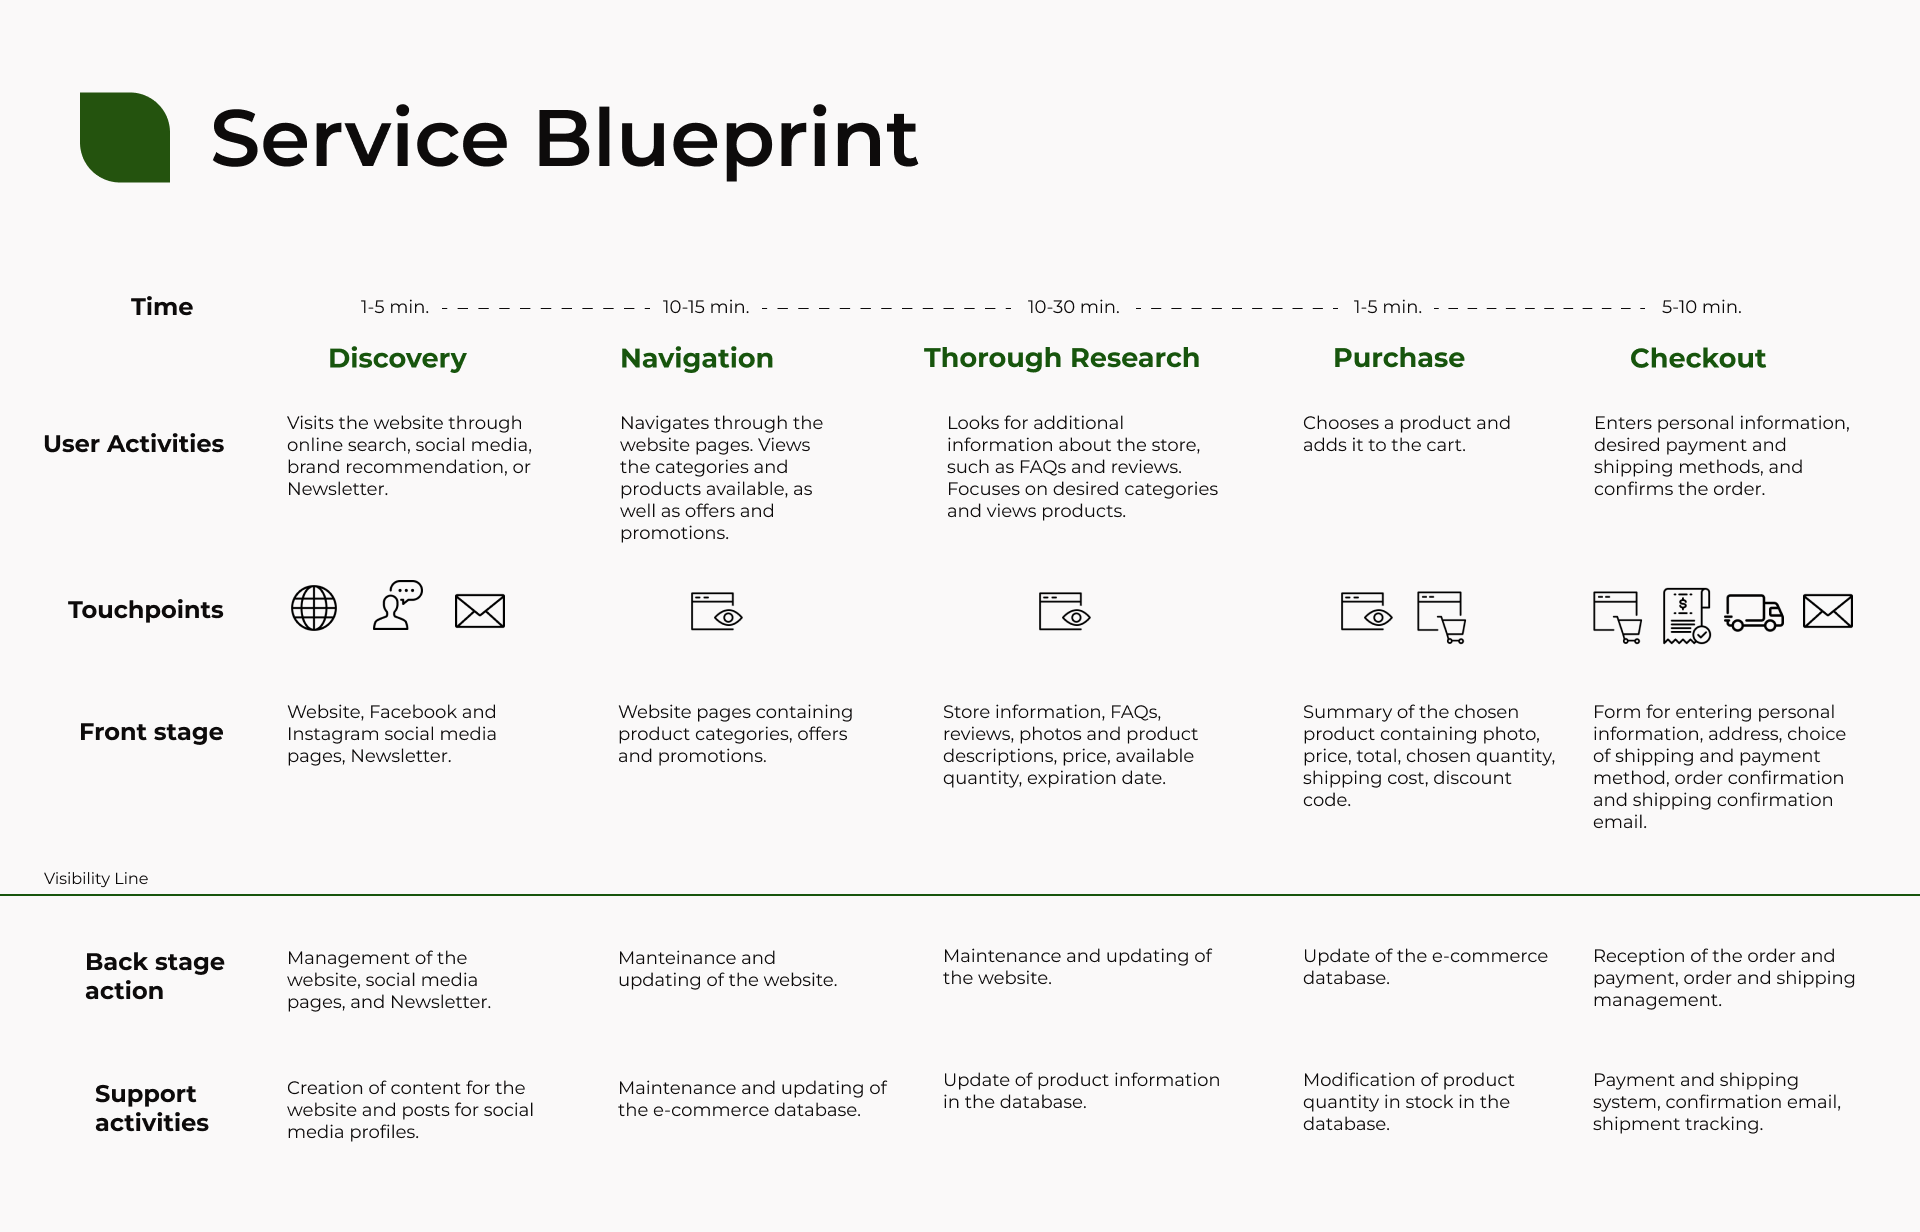 Service Blueprint
Time
1-5 min.
10-15 min.
10-30 min.
1-5 min.
5-10 min.
Discovery
Navigation
Thorough Research
Purchase
Checkout
User Activities
Visits the website through
online search, social media,
brand recommendation, or
Newsletter.
Navigates through the
website pages. Views
the categories and
products available, as
well as offers and
promotions.
Looks for additional
information about the store,
such as FAQs and reviews.
Focuses on desired categories
and views products.
Chooses a product and
adds it to the cart.
Enters personal information,
desired payment and
shipping methods, and
confirms the order.
Touchpoints
$
Front stage
Website, Facebook and
Instagram social media
pages, Newsletter.
Website pages containing
product categories, offers
and promotions.
Store information, FAQs,
reviews, photos and product
descriptions, price, available
quantity, expiration date.
Summary of the chosen
product containing photo,
price, total, chosen quantity,
shipping cost, discount
code.
Form for entering personal
information, address, choice
of shipping and payment
method, order confirmation
and shipping confirmation
email.
Visibility Line
Back stage
action
Management of the
website, social media
pages, and Newsletter.
Manteinance and
updating of the website.
Maintenance and updating of
the website.
Update of the e-commerce
database.
Reception of the order and
payment, order and shipping
management.
Support
activities
Creation of content for the
website and posts for social
media profiles.
Maintenance and updating of
the e-commerce database.
Update of product information
in the database.
Modification of product
quantity in stock in the
database.
Payment and shipping
system, confirmation email,
shipment tracking.